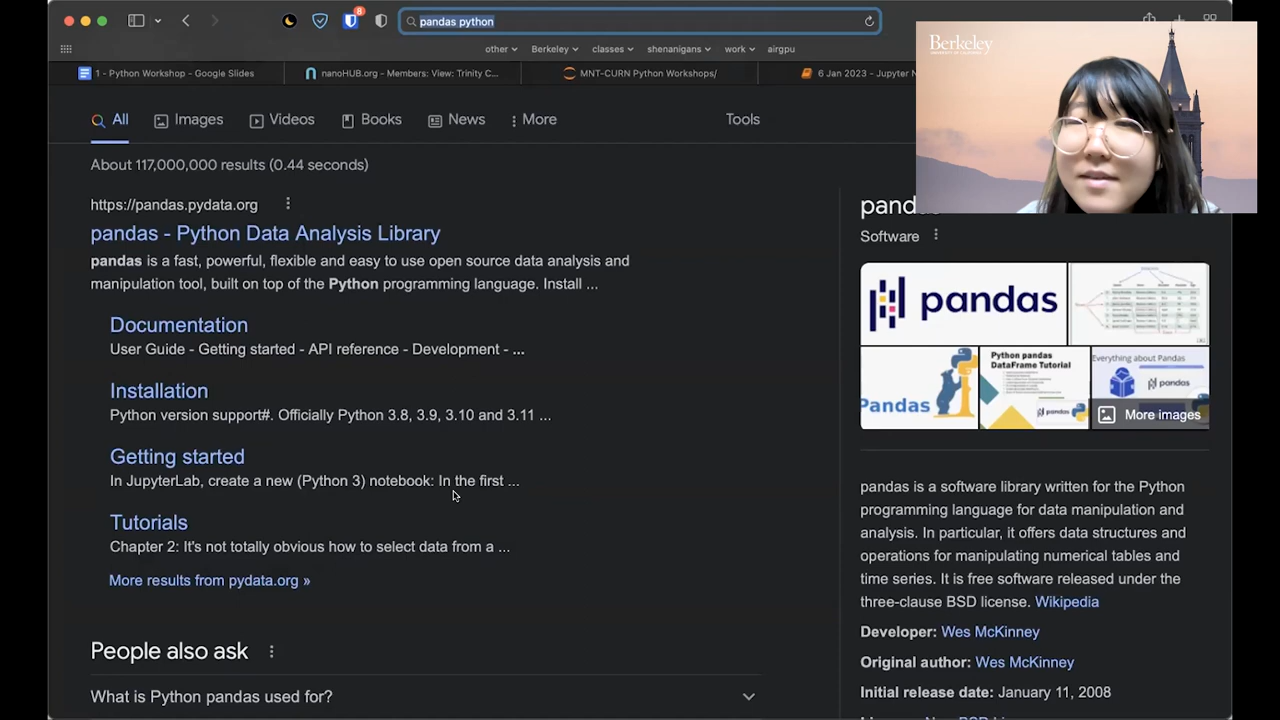 8
pandas python
other
Berkeley
classes
shenanigans
work
airgpu
1 - Python Workshop - Google Slides
nanoHUB.org - Members: View: Trinity C...
MNT-CURN Python Workshops/
6 Jan 2023 - Jupyter N
Berkeley
All
Images
Videos
Books
News
More
Tools
About 117,000,000 results (0.44 seconds)
https://pandas.pydata.org
pandas - Python Data Analysis Library
pandas is a fast, powerful, flexible and easy to use open source data analysis and
manipulation tool, built on top of the Python programming language. Install ...
Documentation
User Guide - Getting started - API reference - Development - ...
Installation
Python version support#. Officially Python 3.8, 3.9, 3.10 and 3.11 ...
Getting started
In JupyterLab, create a new (Python 3) notebook: In the first ...
Tutorials
Chapter 2: It's not totally obvious how to select data from a ...
More results from pydata.org »
People also ask
What is Python pandas used for?
Software
pandas
Pandas
Python pandas
DataFrame Tutorial
pandas
Everything about Pandas
pandas
More images
pandas is a software library written for the Python
programming language for data manipulation and
analysis. In particular, it offers data structures and
operations for manipulating numerical tables and
time series. It is free software released under the
three-clause BSD license. Wikipedia
Developer: Wes McKinney
Original author: Wes McKinney
Initial release date: January 11, 2008